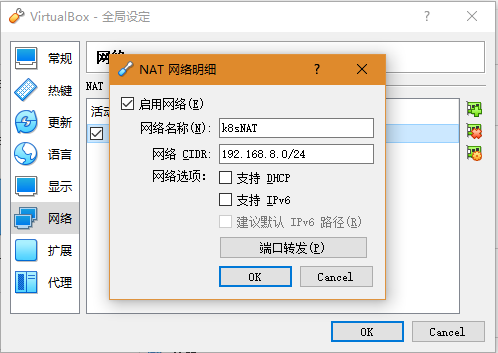 VirtualBox - 全局设定
常规
热键
更新
语言
显示
网络
扩展
代理
网络
NAT
活动
NAT 网络明细
启用网络(E)
网络名称(N): k8sNAT
网络 CIDR: 192.168.8.0/24
网络选项: 支持 DHCP
支持 IPv6
建议默认 IPv6 路径(R)
端口转发(P)
OK Cancel
OK Cancel